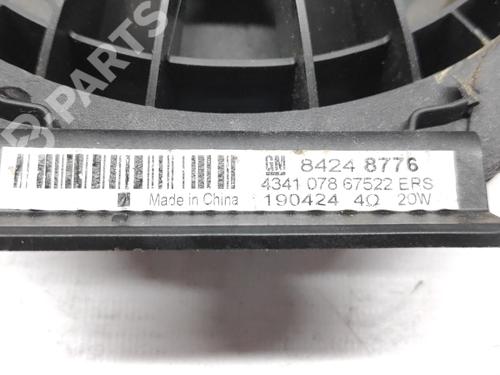 GM 8424 8776
4341 078 67522 ERS
Made in China 190424 4Ω 20W
B-PARTS